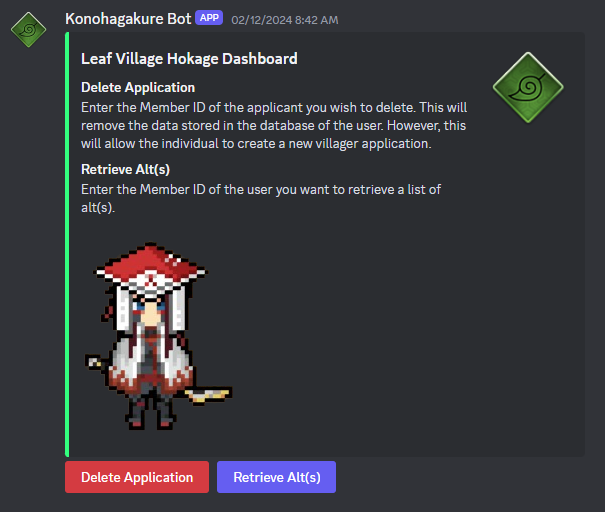 Konohagakure Bot APP 02/12/2024 8:42 AM
Leaf Village Hokage Dashboard
Delete Application
Enter the Member ID of the applicant you wish to delete. This will
remove the data stored in the database of the user. However, this
will allow the individual to create a new villager application.
Retrieve Alt(s)
Enter the Member ID of the user you want to retrieve a list of
alt(s).
Delete Application Retrieve Alt(s)